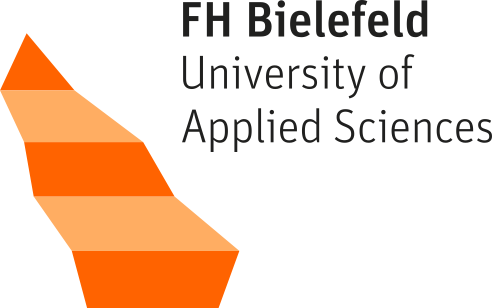 FH Bielefeld
University of
Applied Sciences